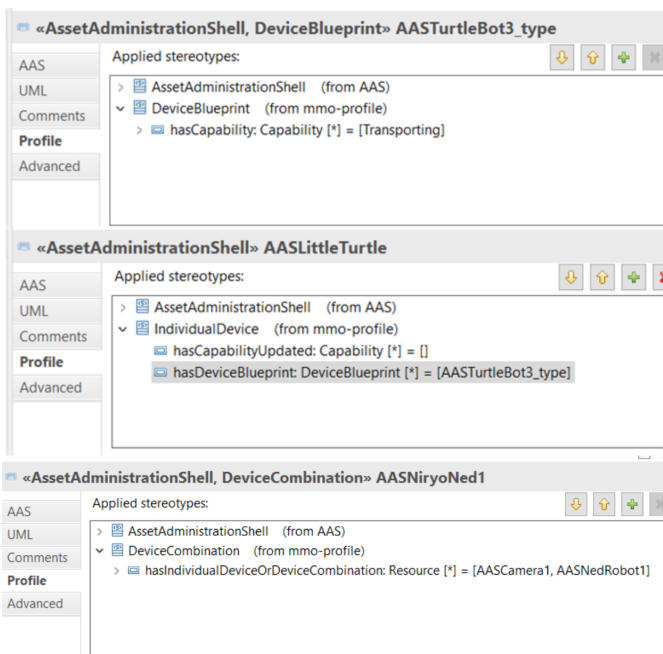 «AssetAdministrationShell, DeviceBlueprint» AASTurtleBot3_type
AAS
UML
Comments
Profile
Advanced
Applied stereotypes:
AssetAdministrationShell (from AAS)
DeviceBlueprint (from mmo-profile)
hasCapability: Capability [*] = [Transporting]
«AssetAdministrationShell» AASLittleTurtle
AAS
UML
Comments
Profile
Advanced
Applied stereotypes:
AssetAdministrationShell (from AAS)
IndividualDevice (from mmo-profile)
hasCapabilityUpdated: Capability [*] = []
hasDeviceBlueprint: DeviceBlueprint [*] = [AASTurtleBot3_type]
«AssetAdministrationShell, DeviceCombination» AASNiryoNed1
AAS
UML
Comments
Profile
Advanced
Applied stereotypes:
AssetAdministrationShell (from AAS)
DeviceCombination (from mmo-profile)
hasIndividualDeviceOrDeviceCombination: Resource [*] = [AASCamera1, AASNedRobot1]